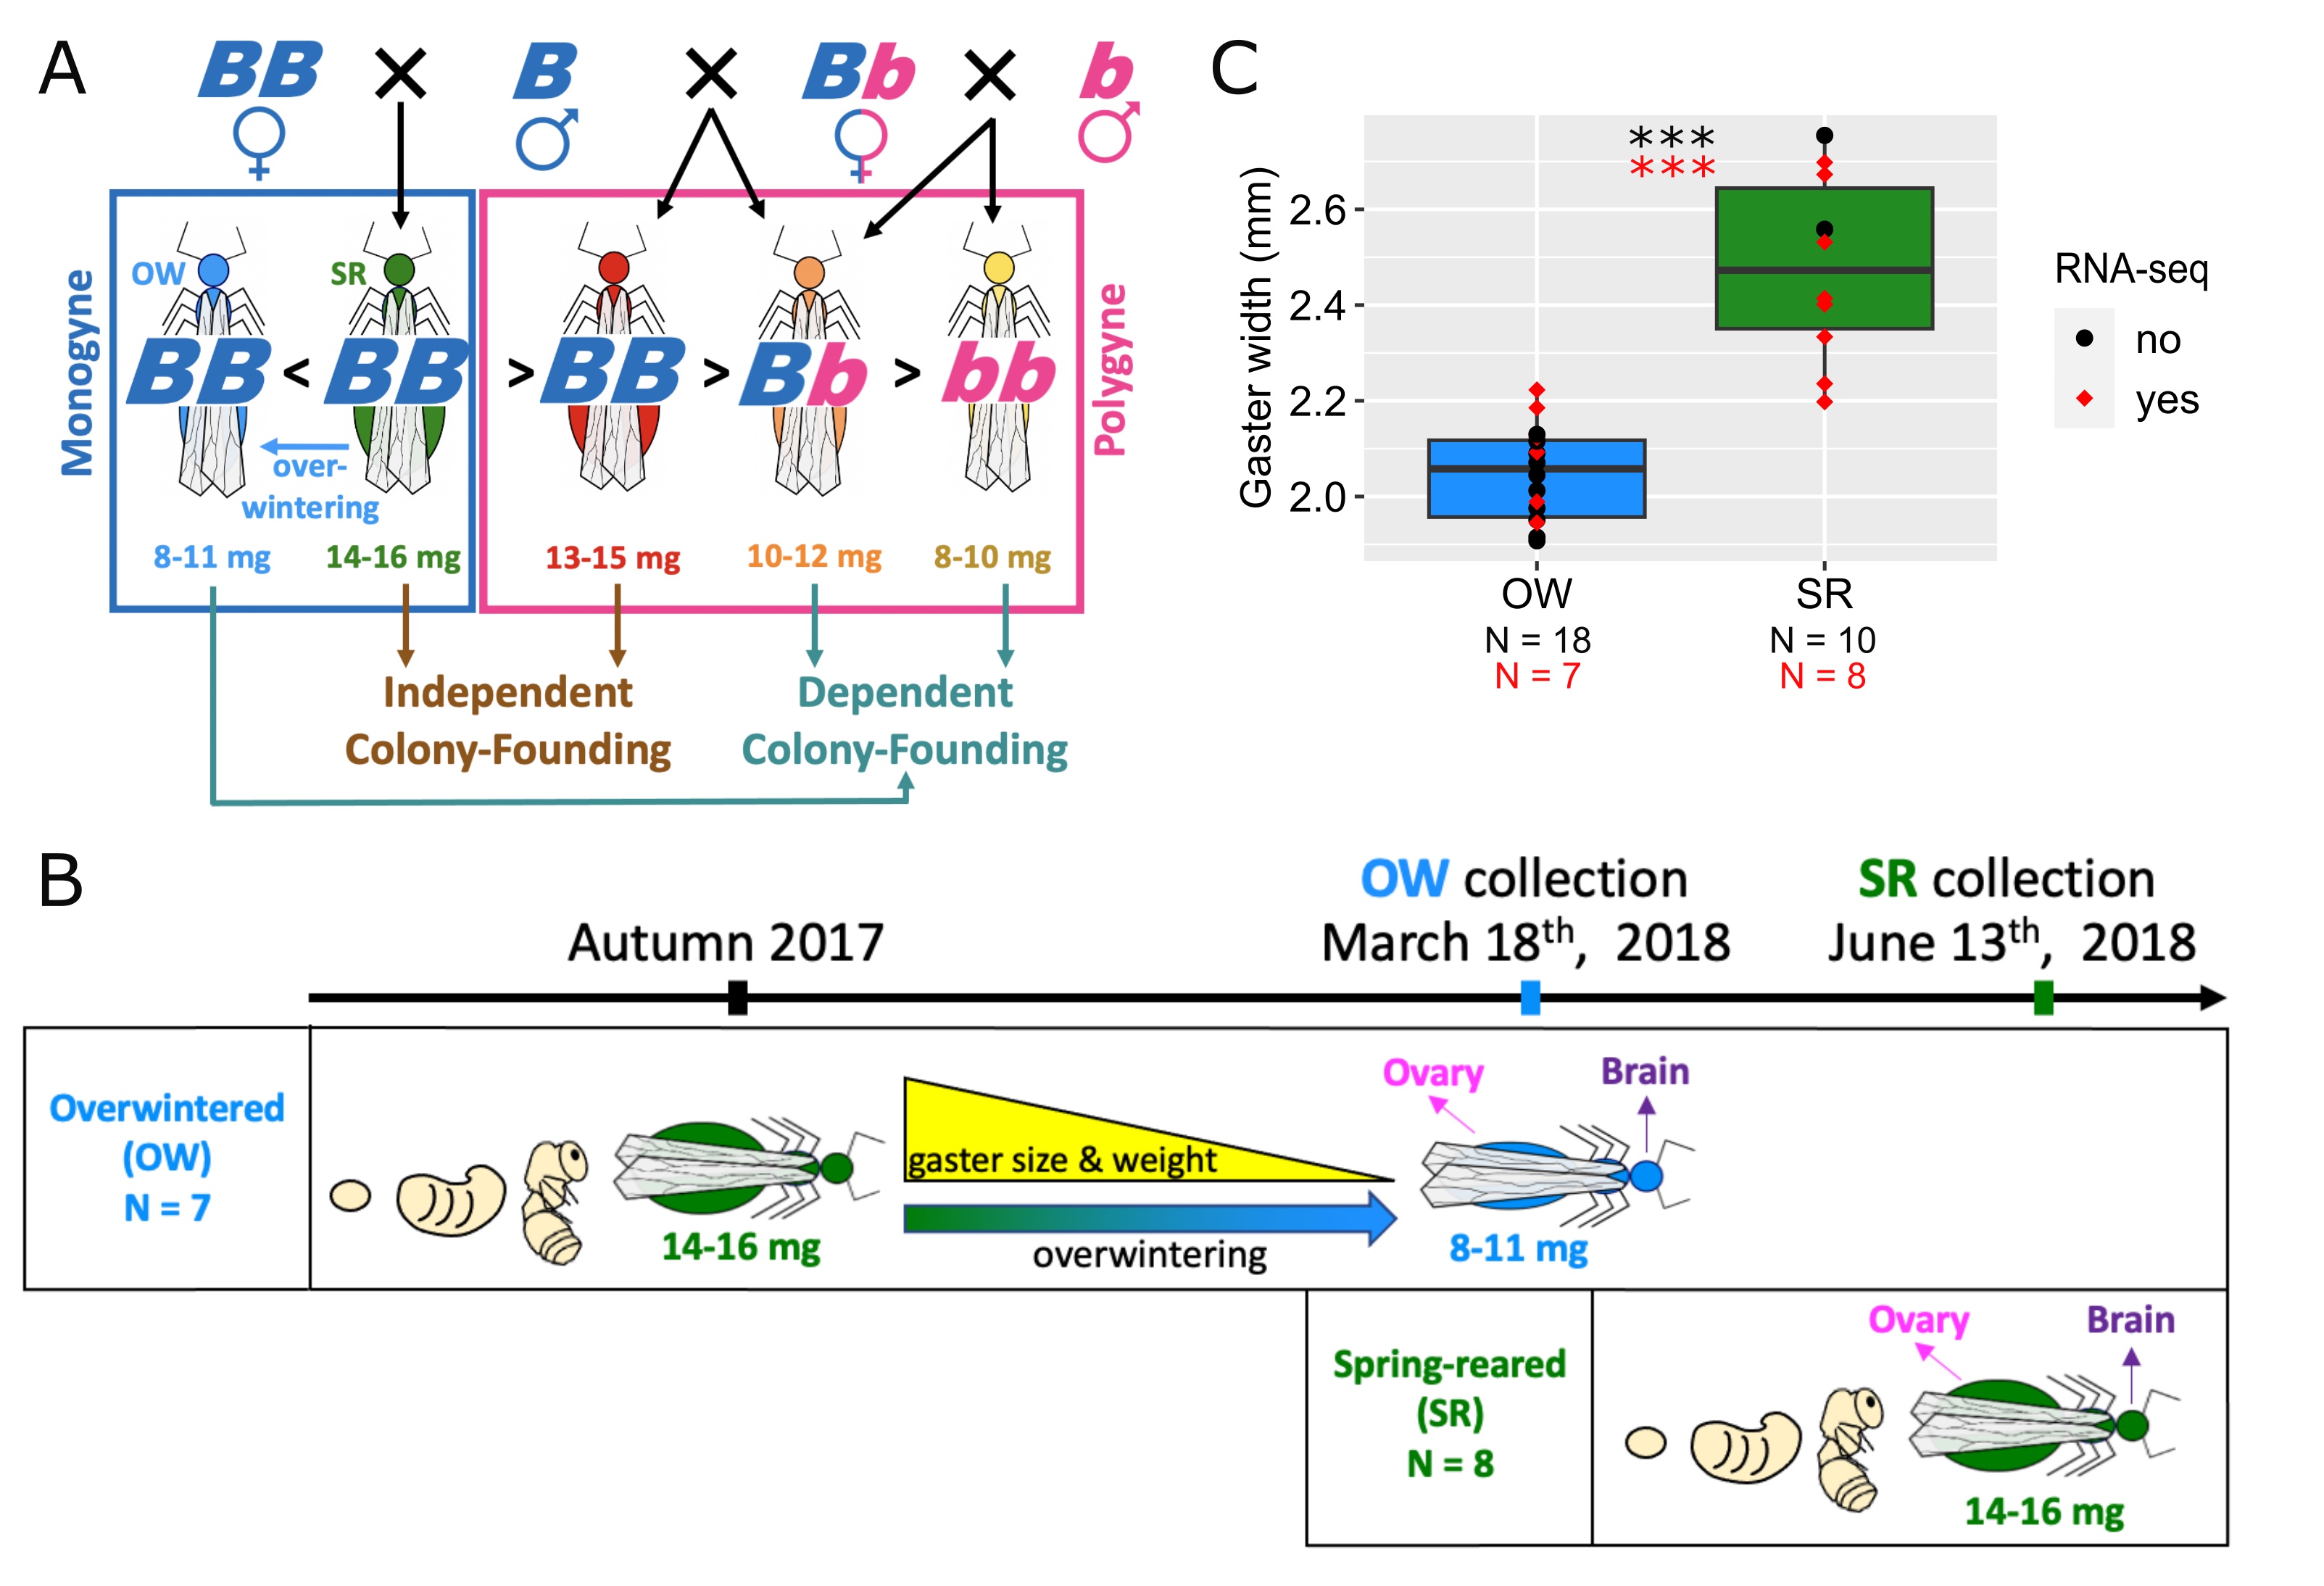 A
BB × B × Bb × b
♀ ♂ ♀ ♂
Monogyne
OW
SR
BB < BB > BB > Bb > bb
over-
wintering
Polygyne
8-11 mg
14-16 mg
13-15 mg
10-12 mg
8-10 mg
Independent
Colony-Founding
Dependent
Colony-Founding
C
Gaster width (mm)
2.6
2.4
2.2
2.0
***
***
OW
N = 18
N = 7
SR
N = 10
N = 8
RNA-seq
no
yes
B
Autumn 2017
OW collection
March 18th, 2018
SR collection
June 13th, 2018
Overwintered
(OW)
N = 7
14-16 mg
gaster size & weight
overwintering
Ovary
Brain
8-11 mg
Spring-reared
(SR)
N = 8
Ovary
Brain
14-16 mg